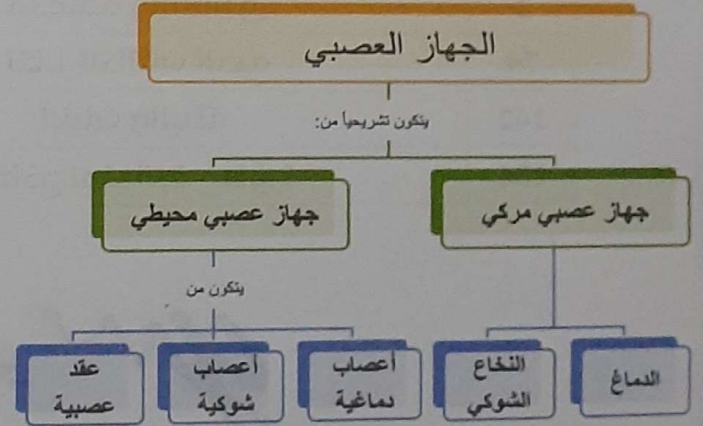 الجهاز العصبي
يتكون تشريحياً من:
جهاز عصبي مركي
جهاز عصبي محيطي
يتكون من
الدماغ
النخاع
الشوكي
أعصاب
دماغية
أعصاب
شوكية
عقد
عصبية